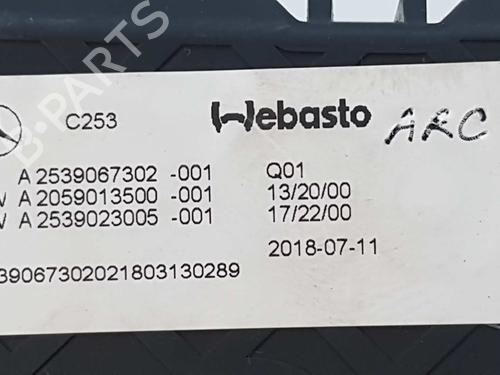 C253
Webasto
ARC
A 2539067302 -001 Q01
A 2059013500 -001 13/20/00
A 2539023005 -001 17/22/00
2018-07-11
39067302021803130289
B-PARTS